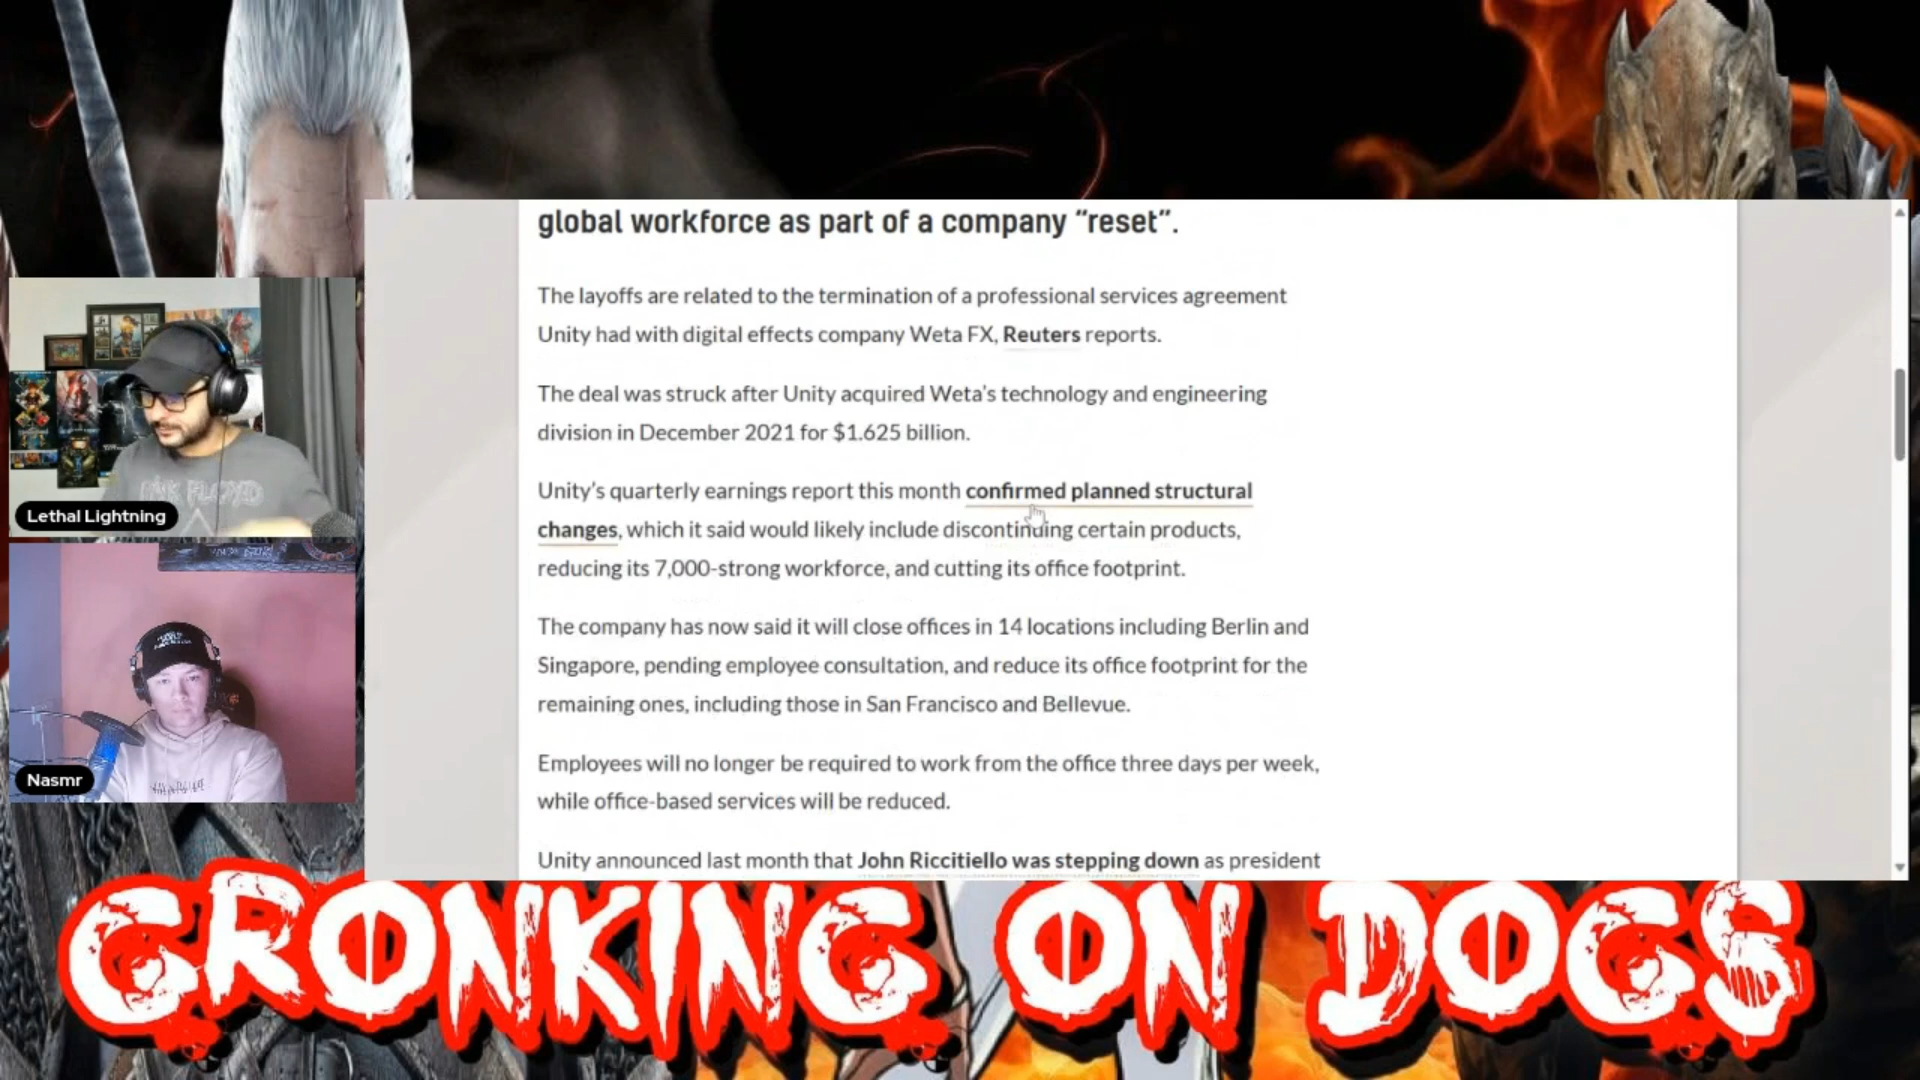 global workforce as part of a company “reset”.
The layoffs are related to the termination of a professional services agreement
Unity had with digital effects company Weta FX, Reuters reports.
The deal was struck after Unity acquired Weta's technology and engineering
division in December 2021 for $1.625 billion.
Unity's quarterly earnings report this month confirmed planned structural
changes, which it said would likely include discontinuing certain products,
reducing its 7,000-strong workforce, and cutting its office footprint.
The company has now said it will close offices in 14 locations including Berlin and
Singapore, pending employee consultation, and reduce its office footprint for the
remaining ones, including those in San Francisco and Bellevue.
Employees will no longer be required to work from the office three days per week,
while office-based services will be reduced.
Unity announced last month that John Riccitiello was stepping down as president
PINK FLOYD
Lethal Lightning
Nasmr
GRONKING ON DOGS